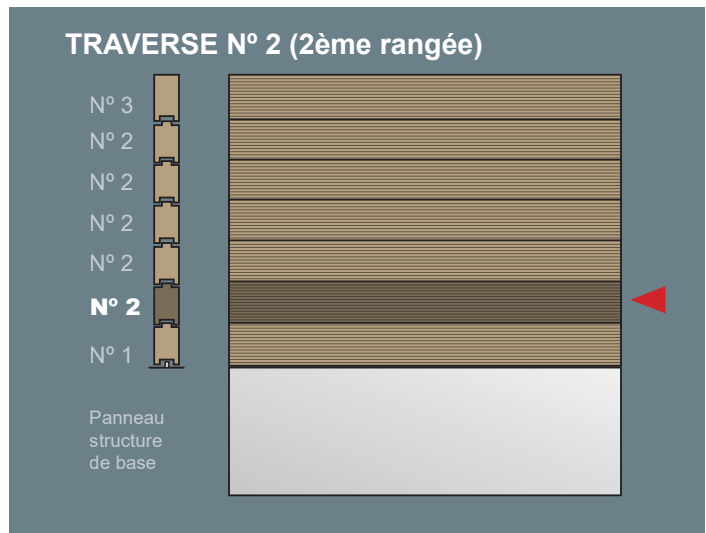 TRAVERSE Nº 2 (2ème rangée)
Nº 3
Nº 2
Nº 2
Nº 2
Nº 2
Nº 2
Nº 1
Panneau
structure
de base